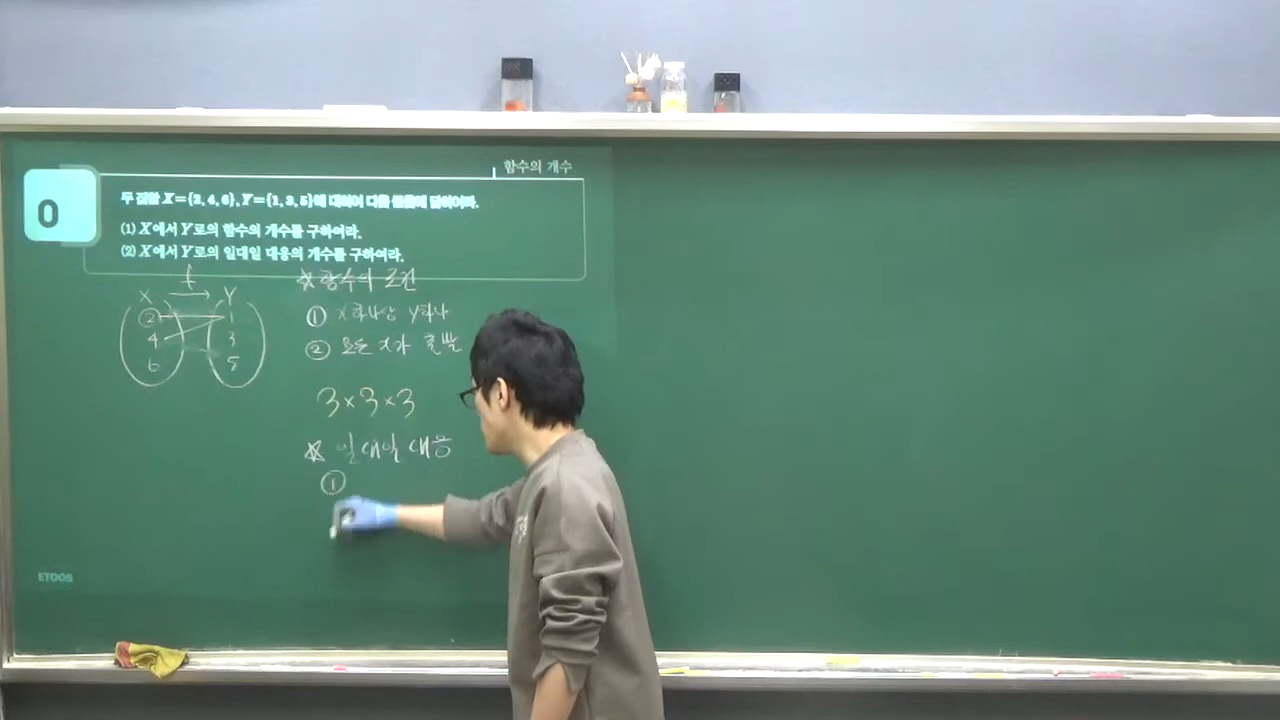 함수의 개수
0
두 집합 X={2, 4, 6}, Y={1, 3, 5}에 대하여 다음 물음에 답하여라.
(1) X에서 Y로의 함수의 개수를 구하여라.
(2) X에서 Y로의 일대일 대응의 개수를 구하여라.
f
X → Y
2 1
4 3
6 5
☆ 함수의 조건
① x하나당 y하나
② 모든 x가 출발
3×3×3
☆ 일대일 대응
①
ETOOS